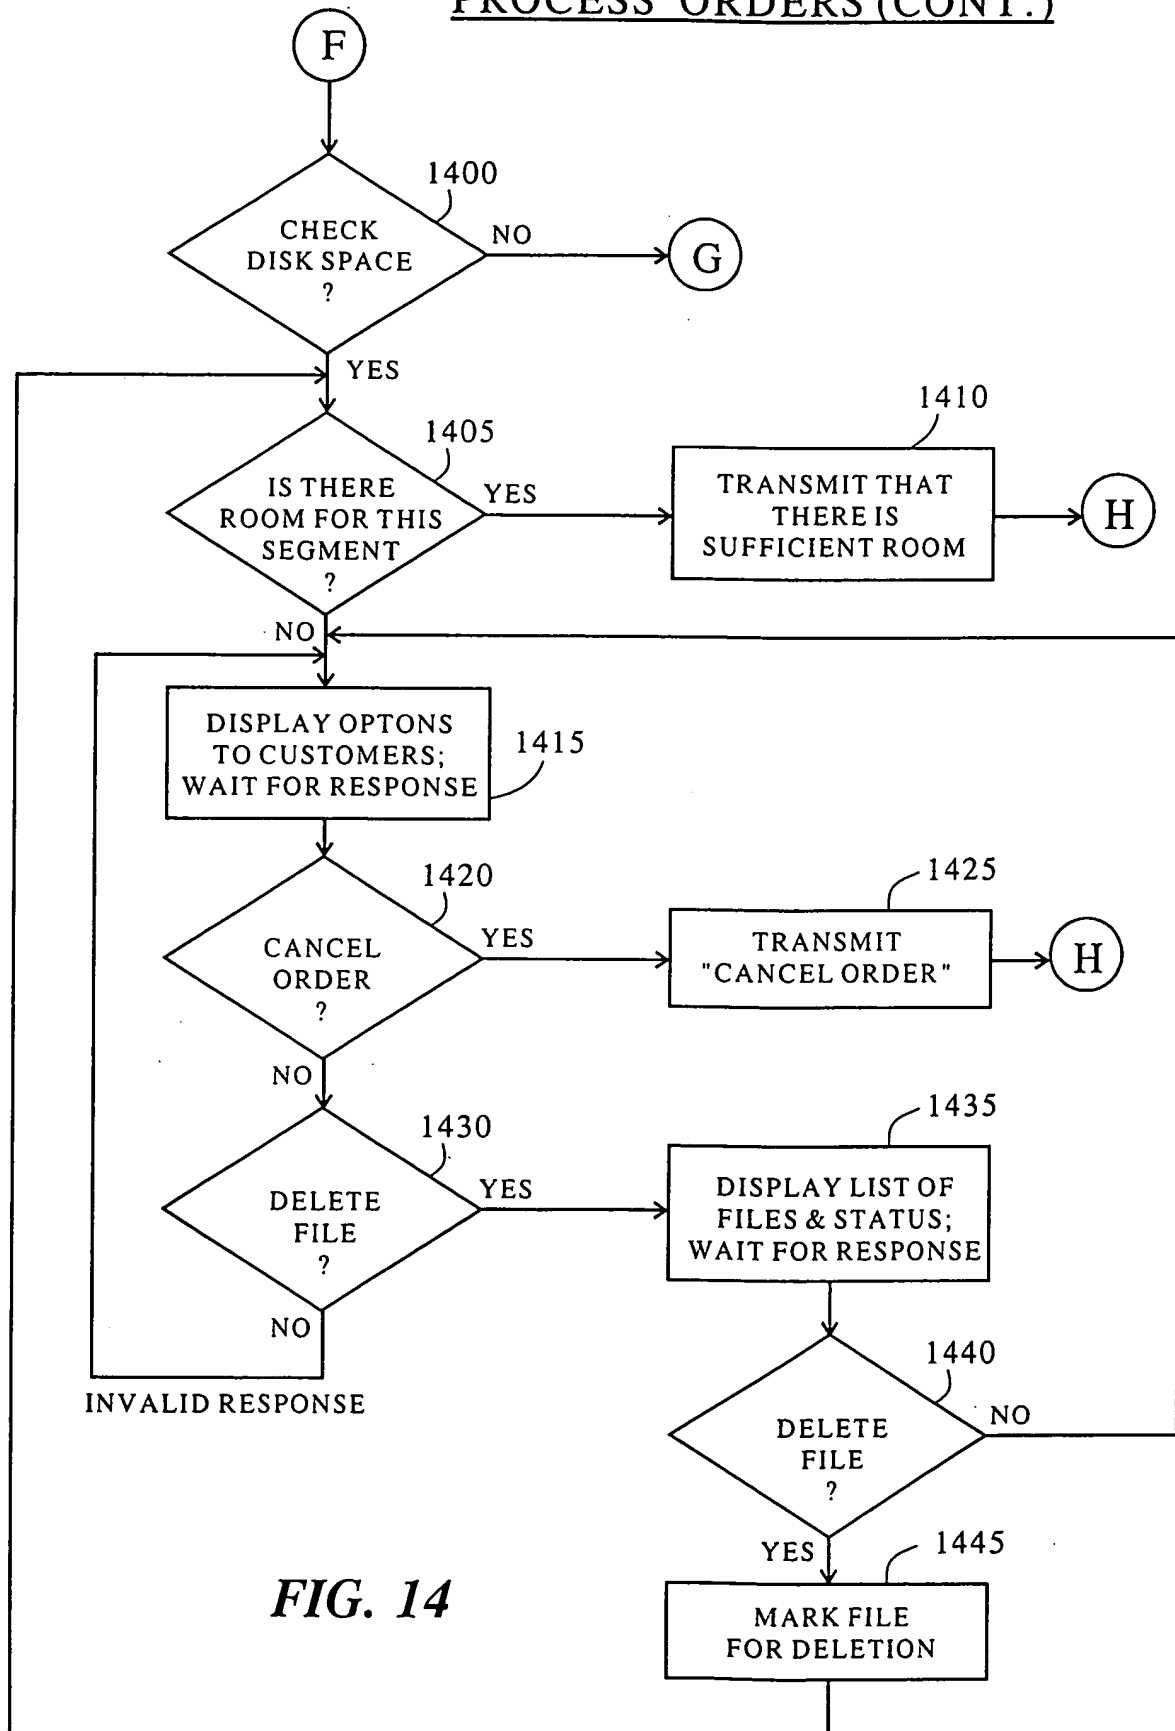 PROCESS ORDERS (CONT.)
F
1400
CHECK
DISK SPACE
?
NO
G
YES
1405
IS THERE
ROOM FOR THIS
SEGMENT
?
YES
1410
TRANSMIT THAT
THERE IS
SUFFICIENT ROOM
H
NO
DISPLAY OPTONS
TO CUSTOMERS;
WAIT FOR RESPONSE
1415
1420
CANCEL
ORDER
?
YES
1425
TRANSMIT
"CANCEL ORDER"
H
NO
1430
DELETE
FILE
?
YES
1435
DISPLAY LIST OF
FILES & STATUS;
WAIT FOR RESPONSE
NO
INVALID RESPONSE
1440
DELETE
FILE
?
NO
YES
1445
MARK FILE
FOR DELETION
FIG. 14